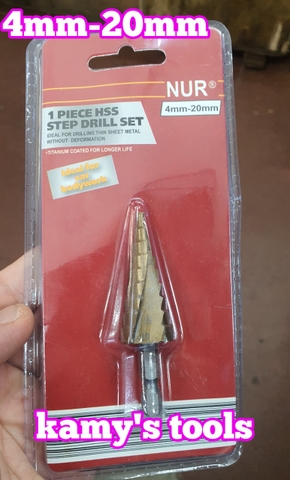 4mm-20mm
NUR®
4mm-20mm
1 PIECE HSS
STEP DRILL SET
IDEAL FOR DRILLING THIN SHEET METAL
WITHOUT DEFORMATION
•TITANIUM COATED FOR LONGER LIFE
kamy's tools